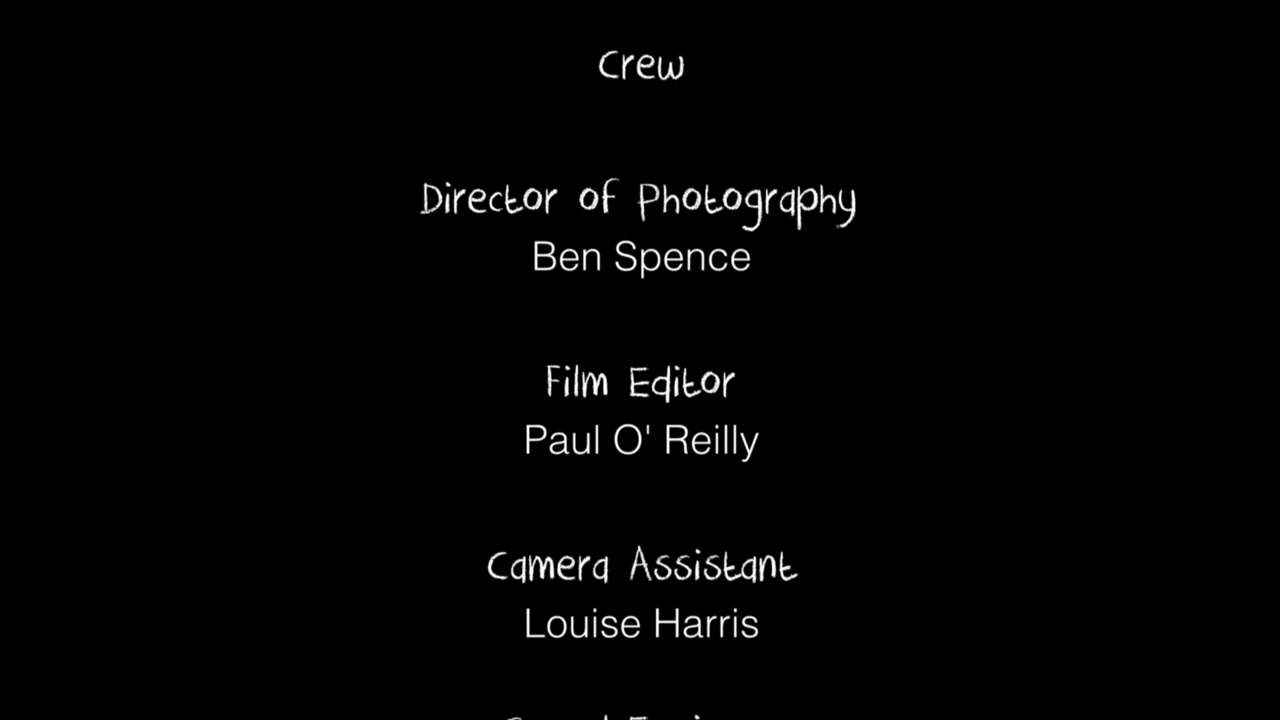 Crew
Director of Photography
Ben Spence
Film Editor
Paul O' Reilly
Camera Assistant
Louise Harris